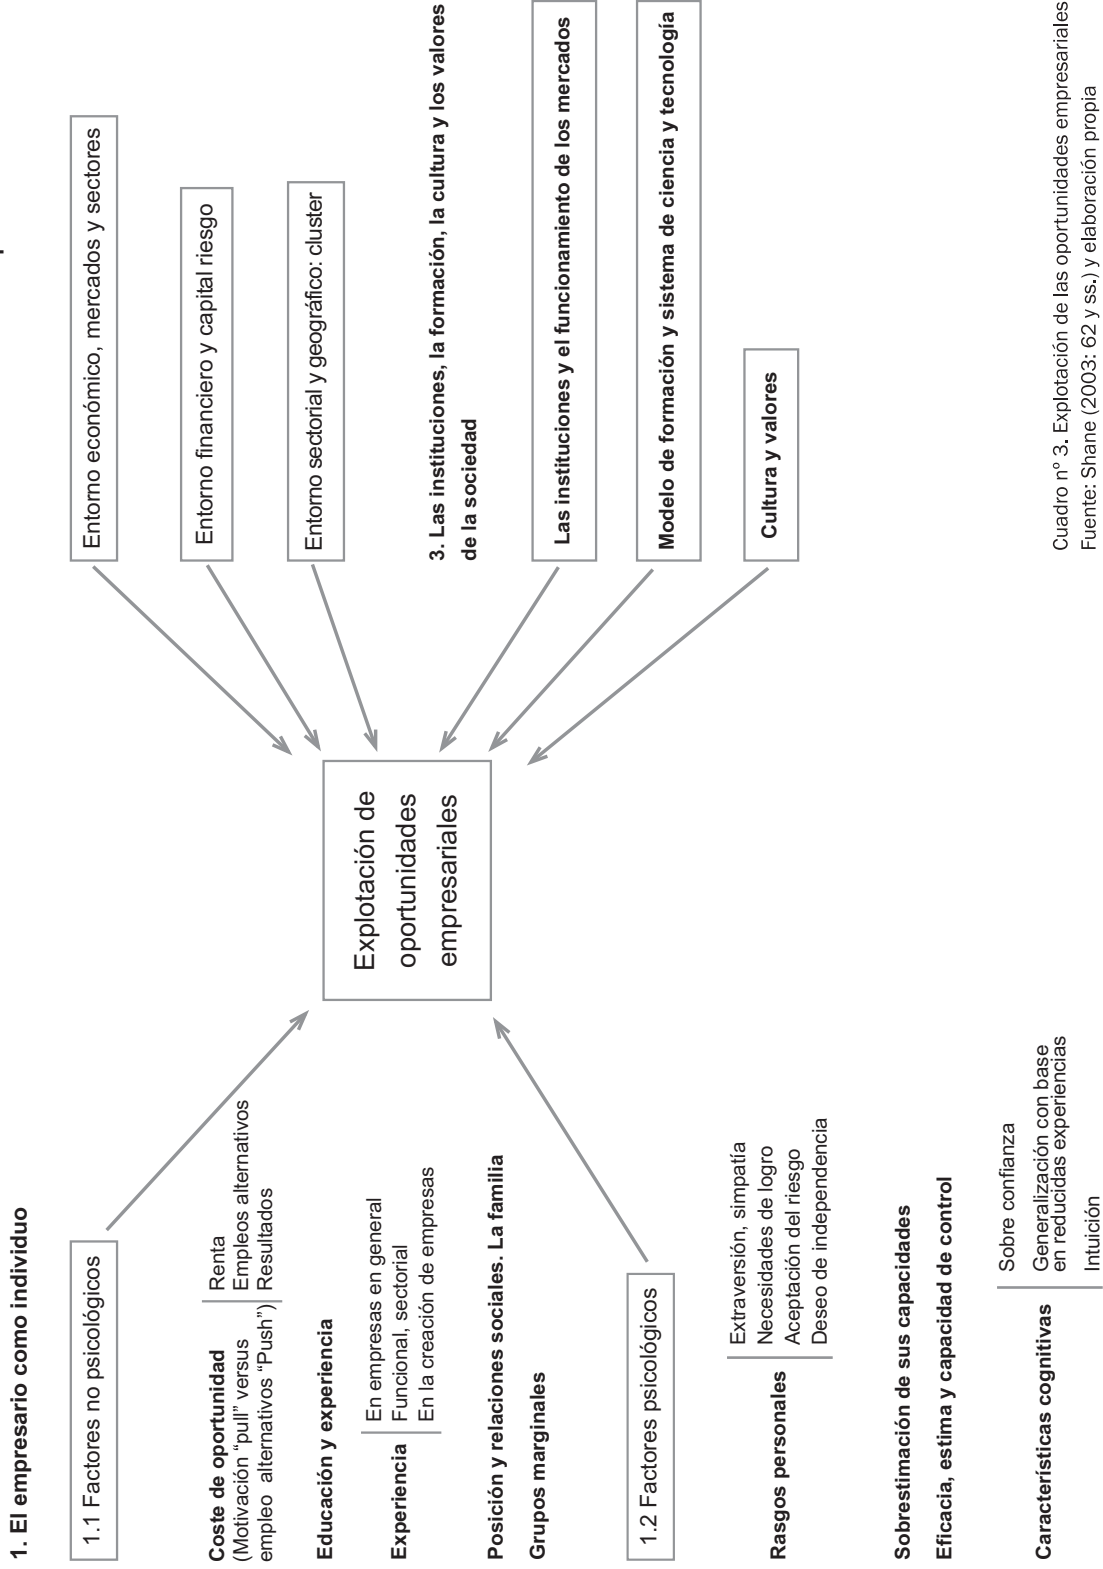 1. El empresario como individuo
1.1 Factores no psicológicos
Coste de oportunidad
(Motivación “pull” versus
empleo alternativos “Push”)
Renta
Empleos alternativos
Resultados
Educación y experiencia
Experiencia
En empresas en general
Funcional, sectorial
En la creación de empresas
Posición y relaciones sociales. La familia
Grupos marginales
1.2 Factores psicológicos
Rasgos personales
Extraversión, simpatía
Necesidades de logro
Aceptación del riesgo
Deseo de independencia
Sobrestimación de sus capacidades
Eficacia, estima y capacidad de control
Características cognitivas
Sobre confianza
Generalización con base
en reducidas experiencias
Intuición
Explotación de
oportunidades
empresariales
Entorno económico, mercados y sectores
Entorno financiero y capital riesgo
Entorno sectorial y geográfico: cluster
3. Las instituciones, la formación, la cultura y los valores
de la sociedad
Las instituciones y el funcionamiento de los mercados
Modelo de formación y sistema de ciencia y tecnología
Cultura y valores
Cuadro nº 3. Explotación de las oportunidades empresariales
Fuente: Shane (2003: 62 y ss.) y elaboración propia